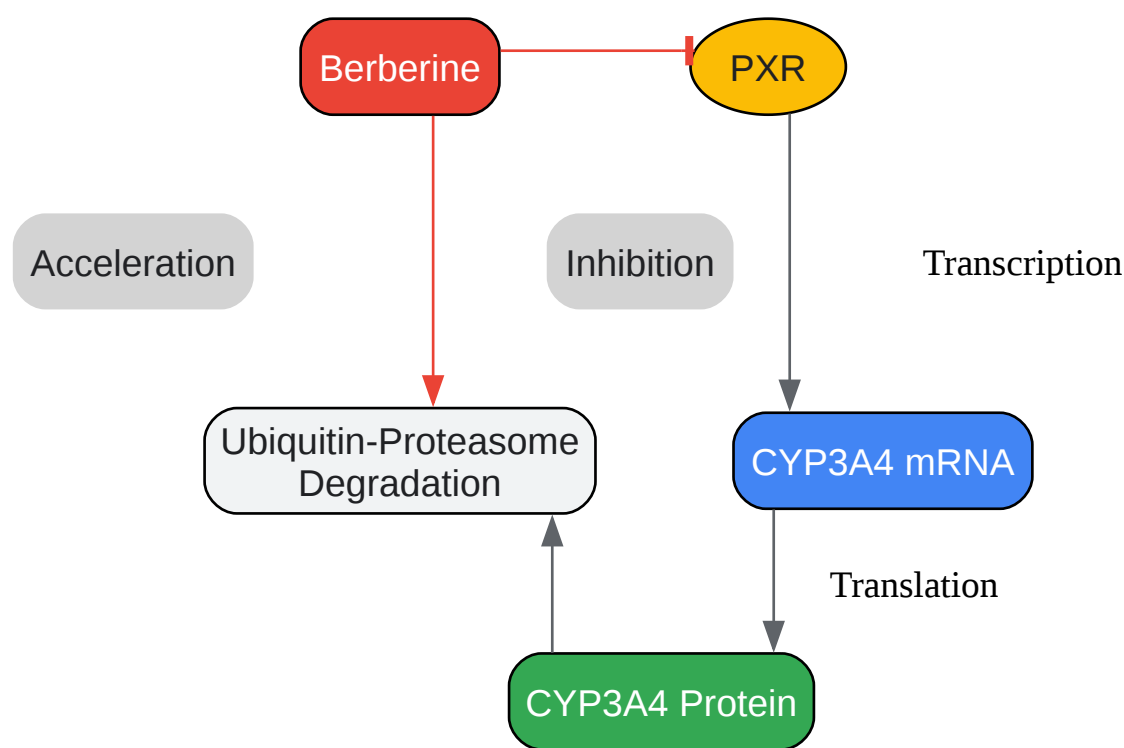 Berberine
PXR
Acceleration
Inhibition
Transcription
Ubiquitin-Proteasome
Degradation
CYP3A4 mRNA
Translation
CYP3A4 Protein